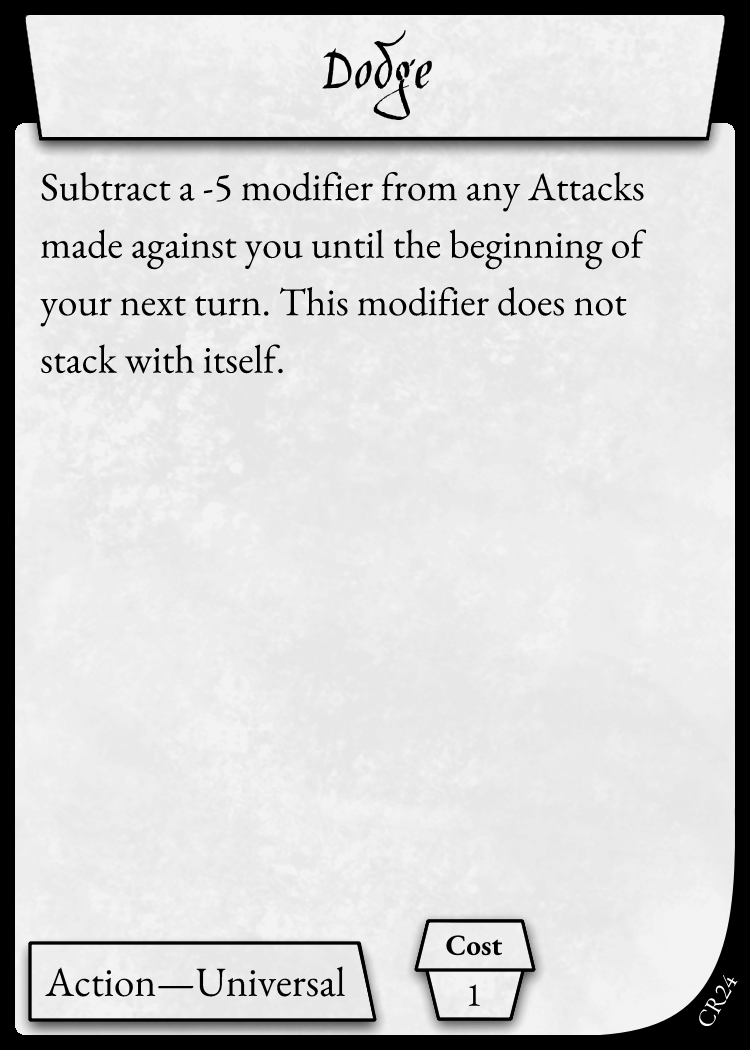 Dodge
Subtract a -5 modifier from any Attacks
made against you until the beginning of
your next turn. This modifier does not
stack with itself.
Action—Universal
Cost
1
CR24